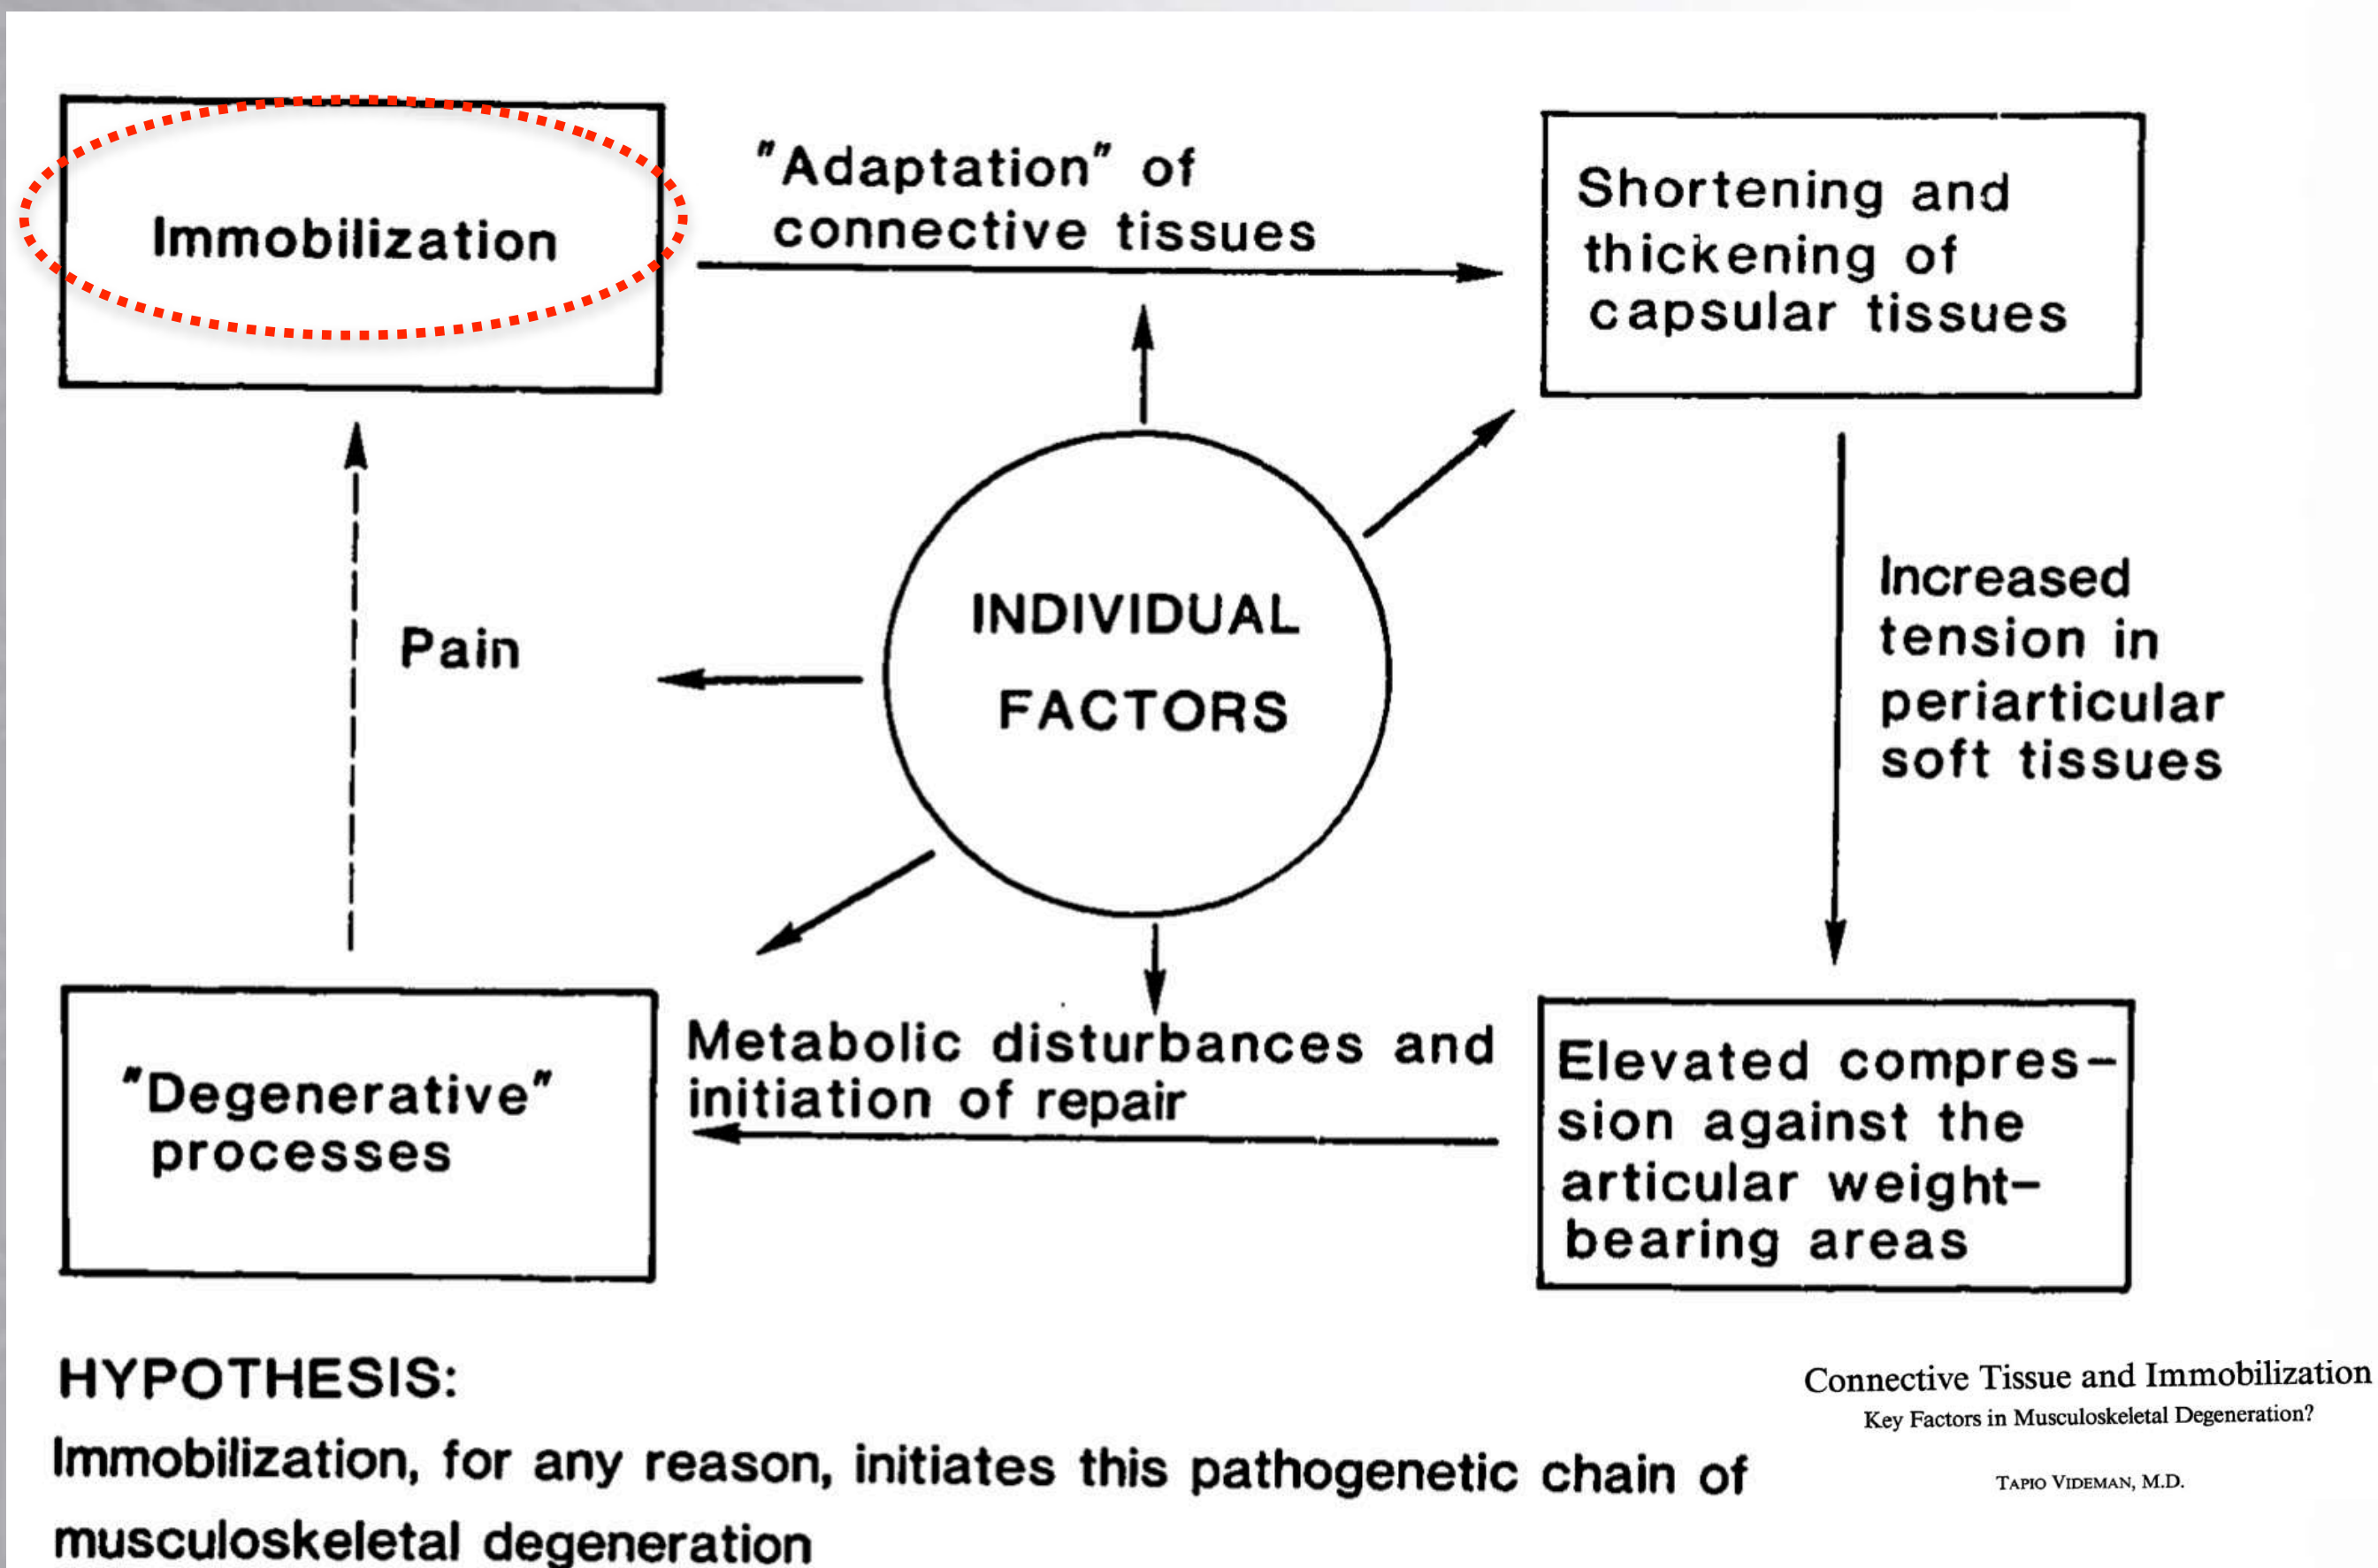 Immobilization
"Adaptation" of
connective tissues
Shortening and
thickening of
capsular tissues
Increased
tension in
periarticular
soft tissues
INDIVIDUAL
FACTORS
Pain
"Degenerative"
processes
Metabolic disturbances and
initiation of repair
Elevated compres-
sion against the
articular weight-
bearing areas
HYPOTHESIS:
Immobilization, for any reason, initiates this pathogenetic chain of
musculoskeletal degeneration
Connective Tissue and Immobilization
Key Factors in Musculoskeletal Degeneration?
TAPIO VIDEMAN, M.D.